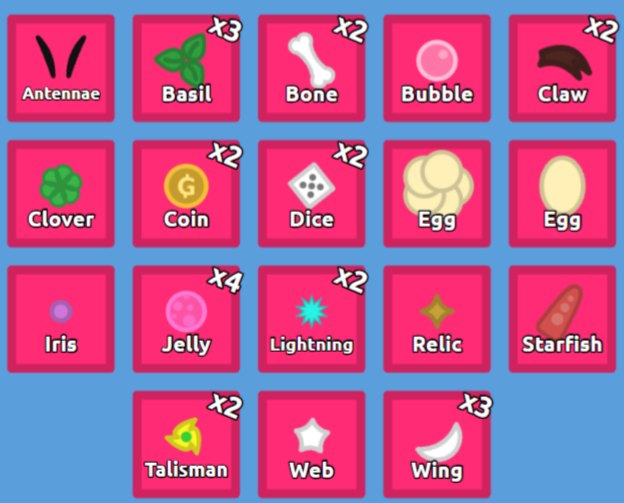 Antennae
x3
Basil
x2
Bone
Bubble
x2
Claw
Clover
x2
Coin
x2
Dice
Egg
Egg
Iris
x4
Jelly
x2
Lightning
Relic
Starfish
x2
Talisman
Web
x3
Wing